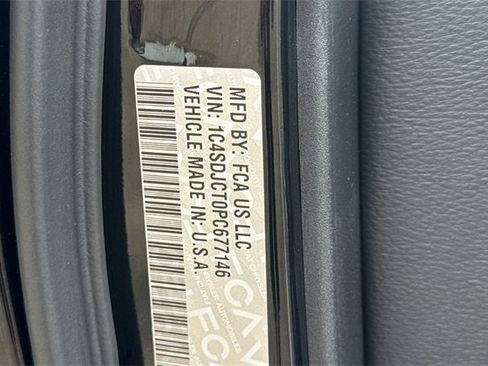 MFD BY: FCA US LLC
VIN: 1C4SDJCT0PC677146
VEHICLE MADE IN: U.S.A.